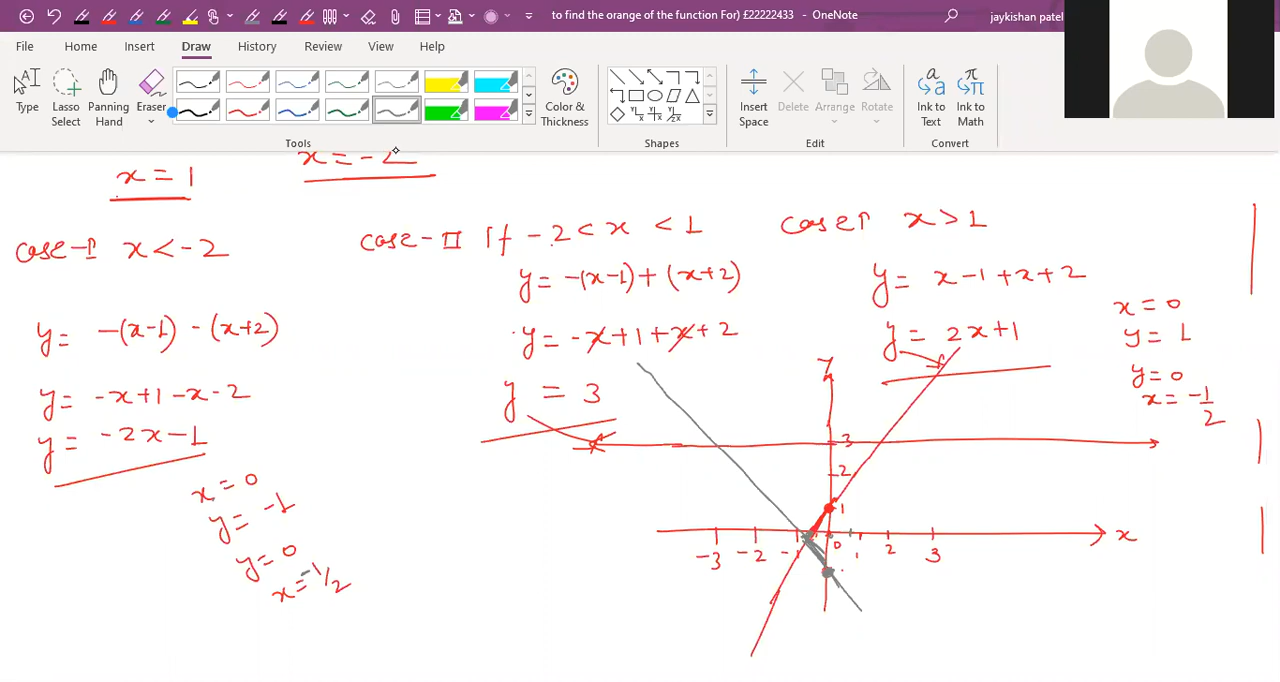 to find the orange of the function For) £22222433 - OneNote
jaykishan patel
File Home Insert Draw History Review View Help
Type
Lasso Select
Panning Hand
Eraser
Color & Thickness
Insert Space
Delete
Arrange
Rotate
Ink to Text
Ink to Math
Tools
Shapes
Edit
Convert
x = 1
x = -2
case-I x < -2
y = -(x-1) - (x+2)
y = -x+1-x-2
y = -2x-1
x = 0
y = -1
y = 0
x = -1/2
case-II if -2 < x < 1
y = -(x-1) + (x+2)
y = -x+1+x+2
y = 3
x > 1
y = x-1+x+2
y = 2x+1
x = 0
y = 1
y = 0
x = -1/2
y
3
2
1
-3 -2 -1 0 1 2 3 x